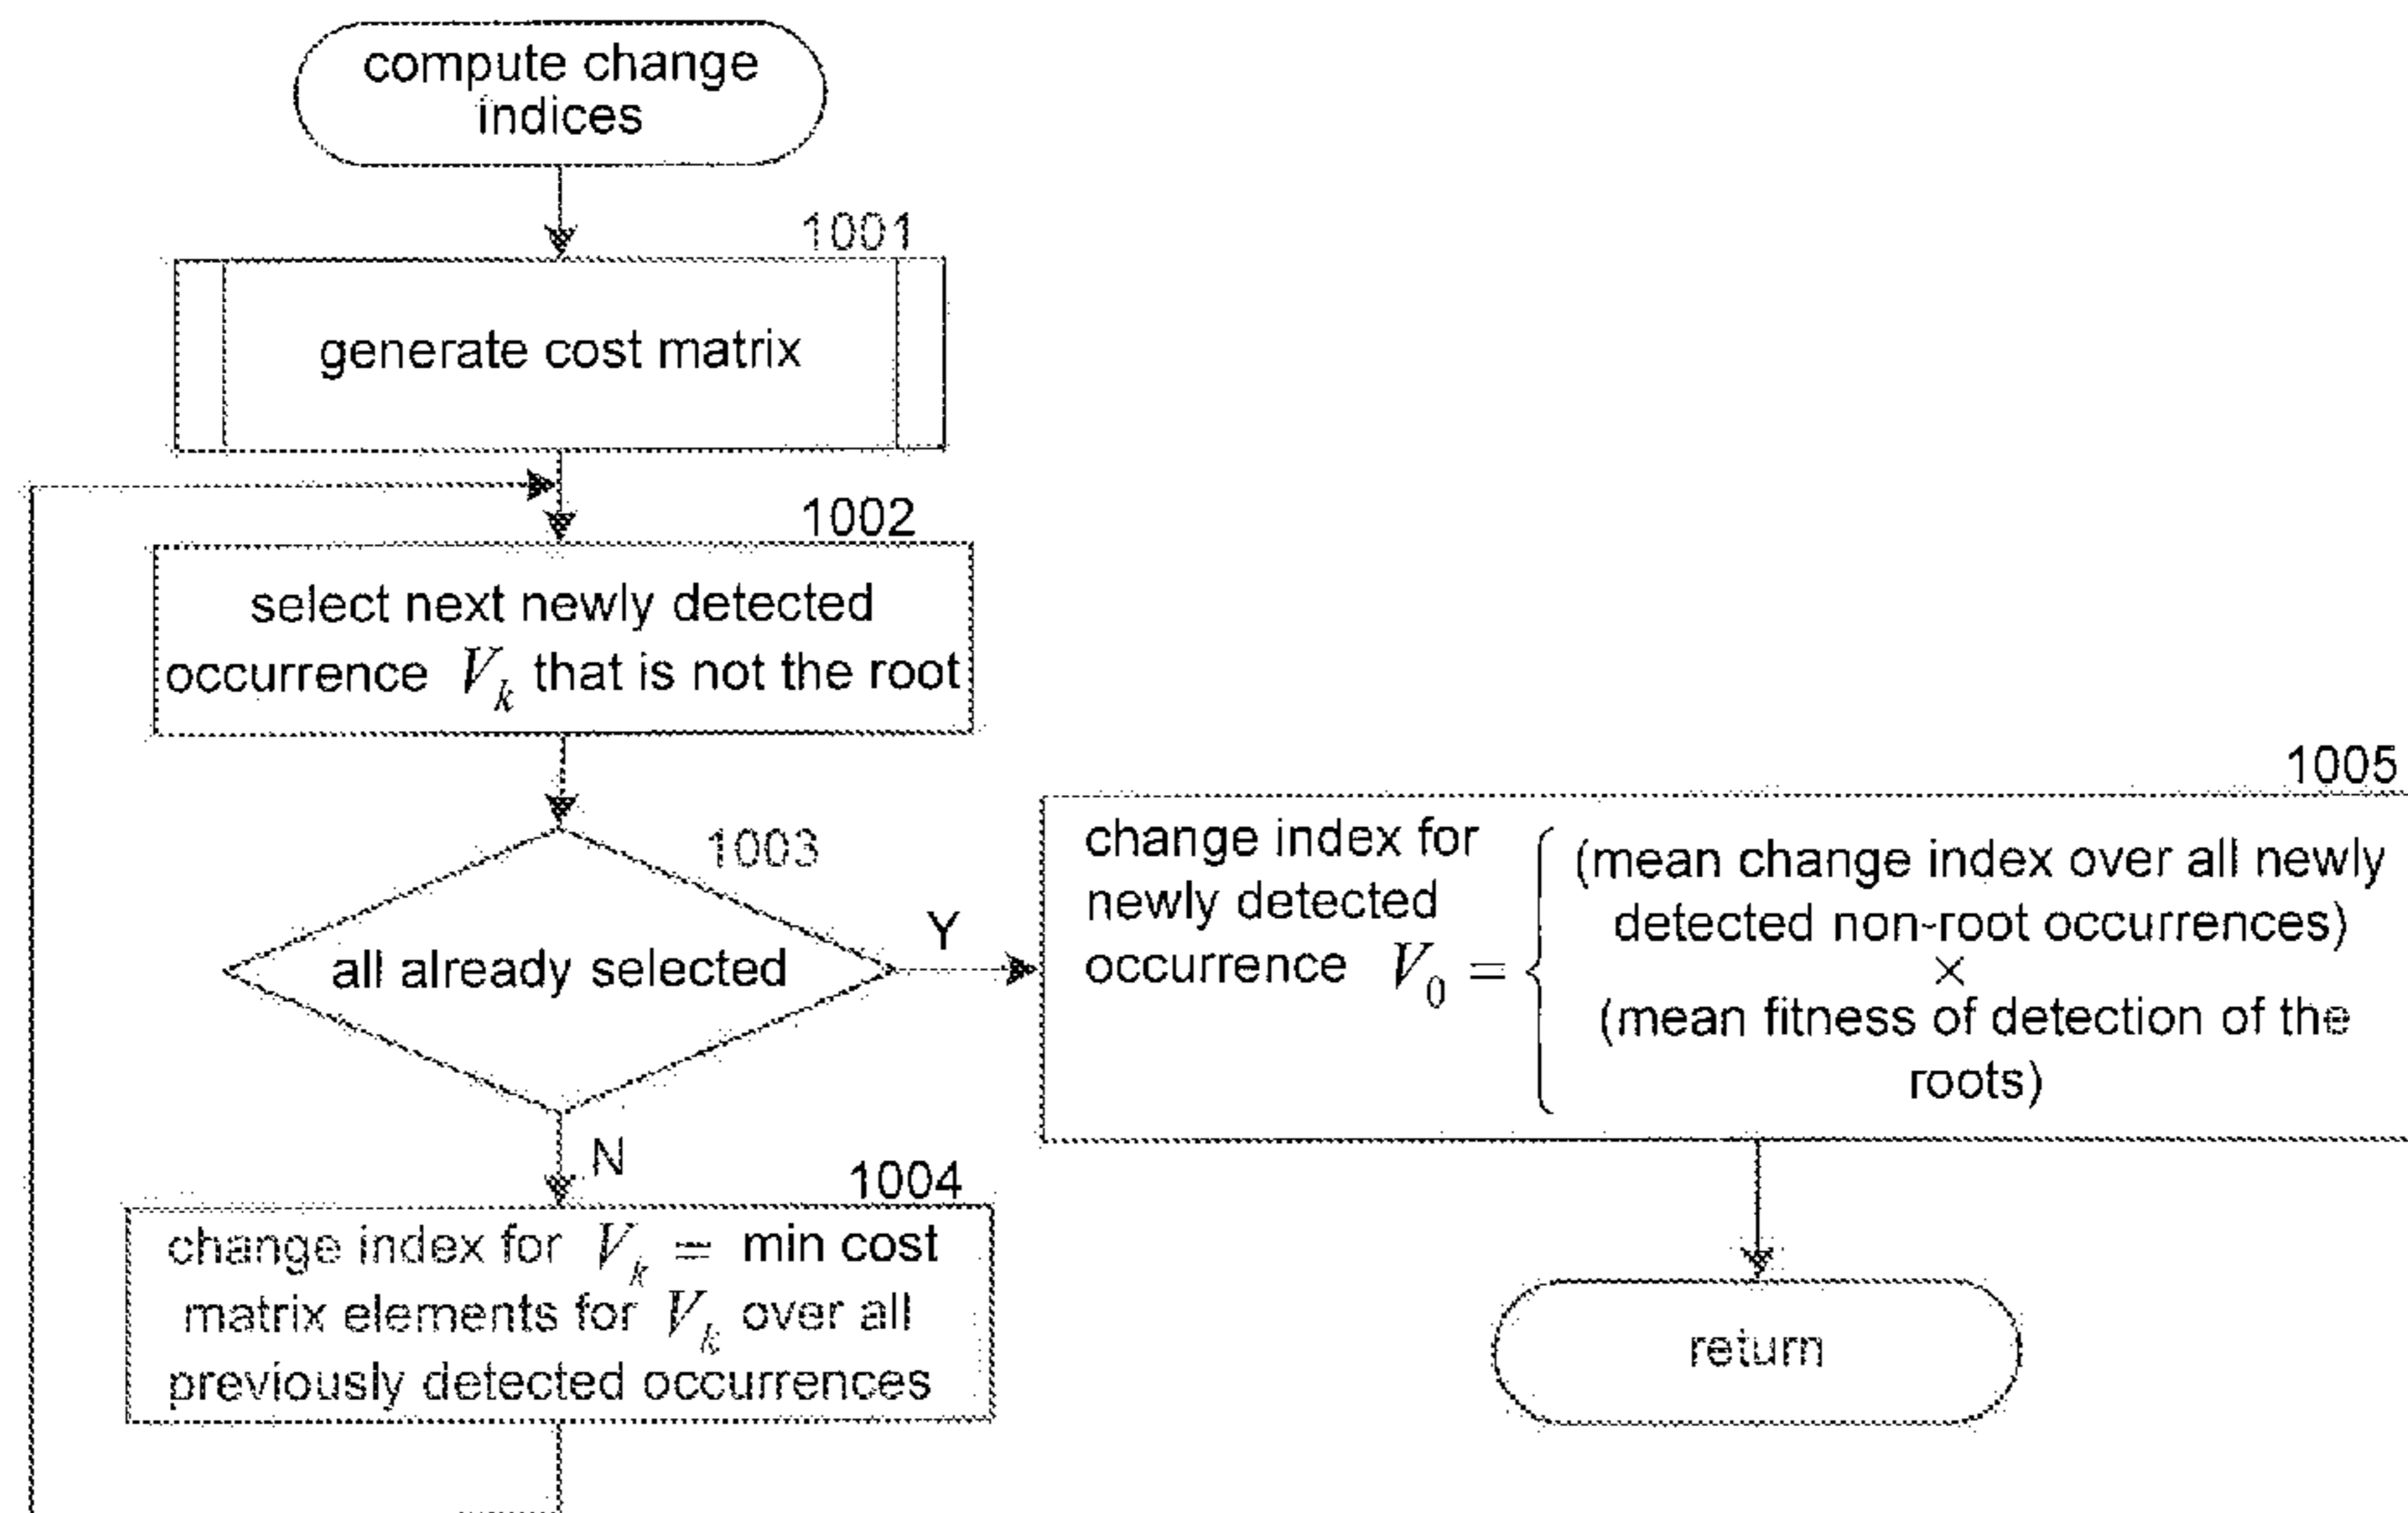 compute change
indices
1001
generate cost matrix
1002
select next newly detected
occurrence V_k that is not the root
1003
all already selected
Y
N
1004
change index for V_k = min cost
matrix elements for V_k over all
previously detected occurrences
1005
change index for
newly detected
occurrence V_0 =
(mean change index over all newly
detected non-root occurrences)
×
(mean fitness of detection of the
roots)
return